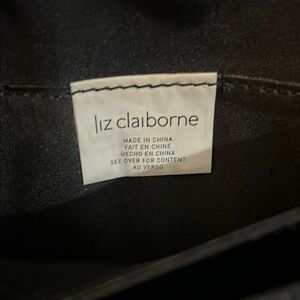 liz claiborne
MADE IN CHINA
FAIT EN CHINE
HECHO EN CHINA
SEE OVER FOR CONTENT
AU VERSO